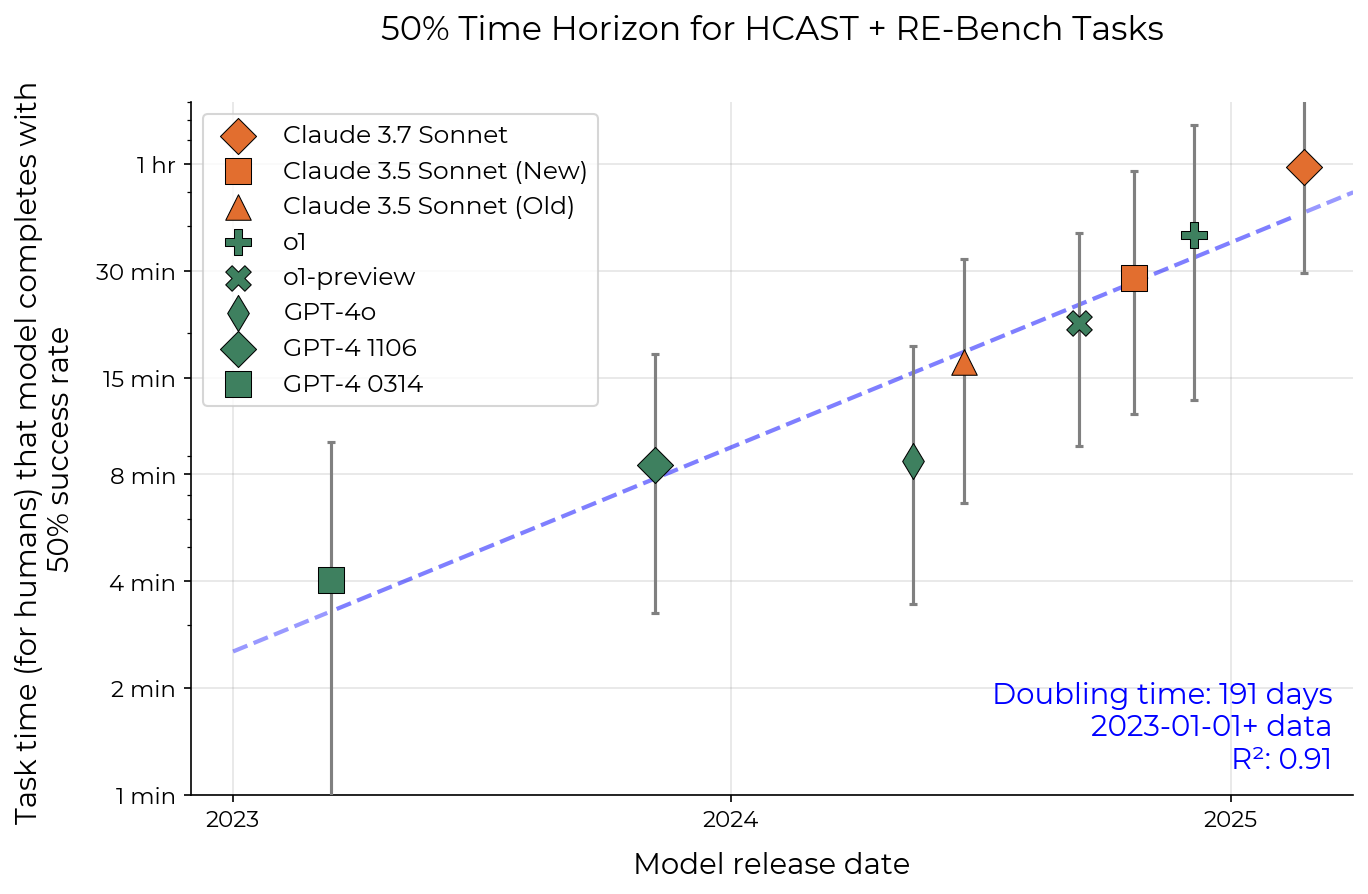 50% Time Horizon for HCAST + RE-Bench Tasks
Task time (for humans) that model completes with
50% success rate
1 hr
30 min
15 min
8 min
4 min
2 min
1 min
Claude 3.7 Sonnet
Claude 3.5 Sonnet (New)
Claude 3.5 Sonnet (Old)
o1
o1-preview
GPT-4o
GPT-4 1106
GPT-4 0314
Doubling time: 191 days
2023-01-01+ data
R²: 0.91
2023
2024
2025
Model release date